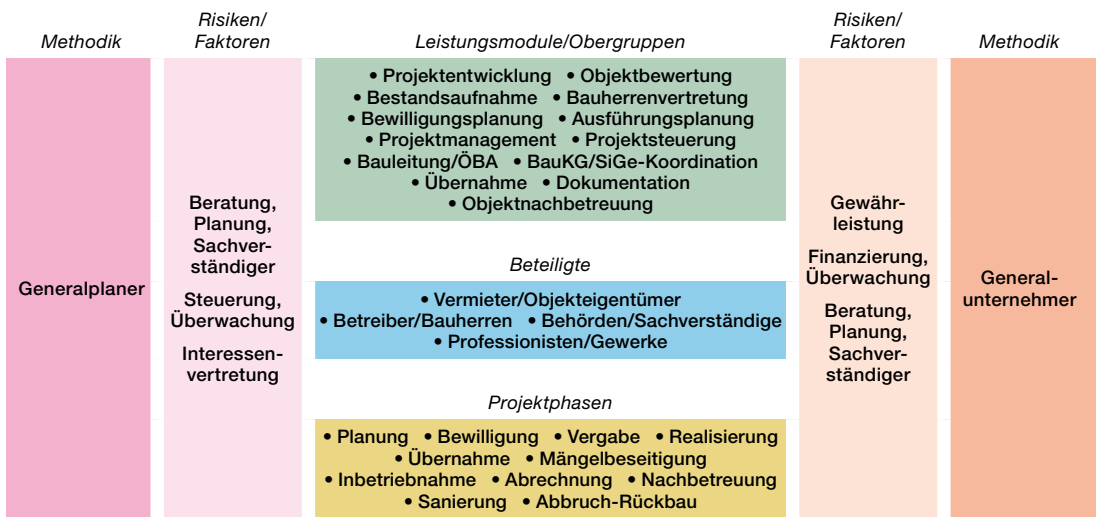 Methodik
Risiken/
Faktoren
Leistungsmodule/Obergruppen
Risiken/
Faktoren
Methodik
Generalplaner
Beratung,
Planung,
Sachver-
ständiger
Steuerung,
Überwachung
Interessen-
vertretung
• Projektentwicklung • Objektbewertung
• Bestandsaufnahme • Bauherrenvertretung
• Bewilligungsplanung • Ausführungsplanung
• Projektmanagement • Projektsteuerung
• Bauleitung/ÖBA • BauKG/SiGe-Koordination
• Übernahme • Dokumentation
• Objektnachbetreuung
Beteiligte
• Vermieter/Objekteigentümer
• Betreiber/Bauherren • Behörden/Sachverständige
• Professionisten/Gewerke
Projektphasen
• Planung • Bewilligung • Vergabe • Realisierung
• Übernahme • Mängelbeseitigung
• Inbetriebnahme • Abrechnung • Nachbetreuung
• Sanierung • Abbruch-Rückbau
Gewähr-
leistung
Finanzierung,
Überwachung
Beratung,
Planung,
Sachver-
ständiger
General-
unternehmer